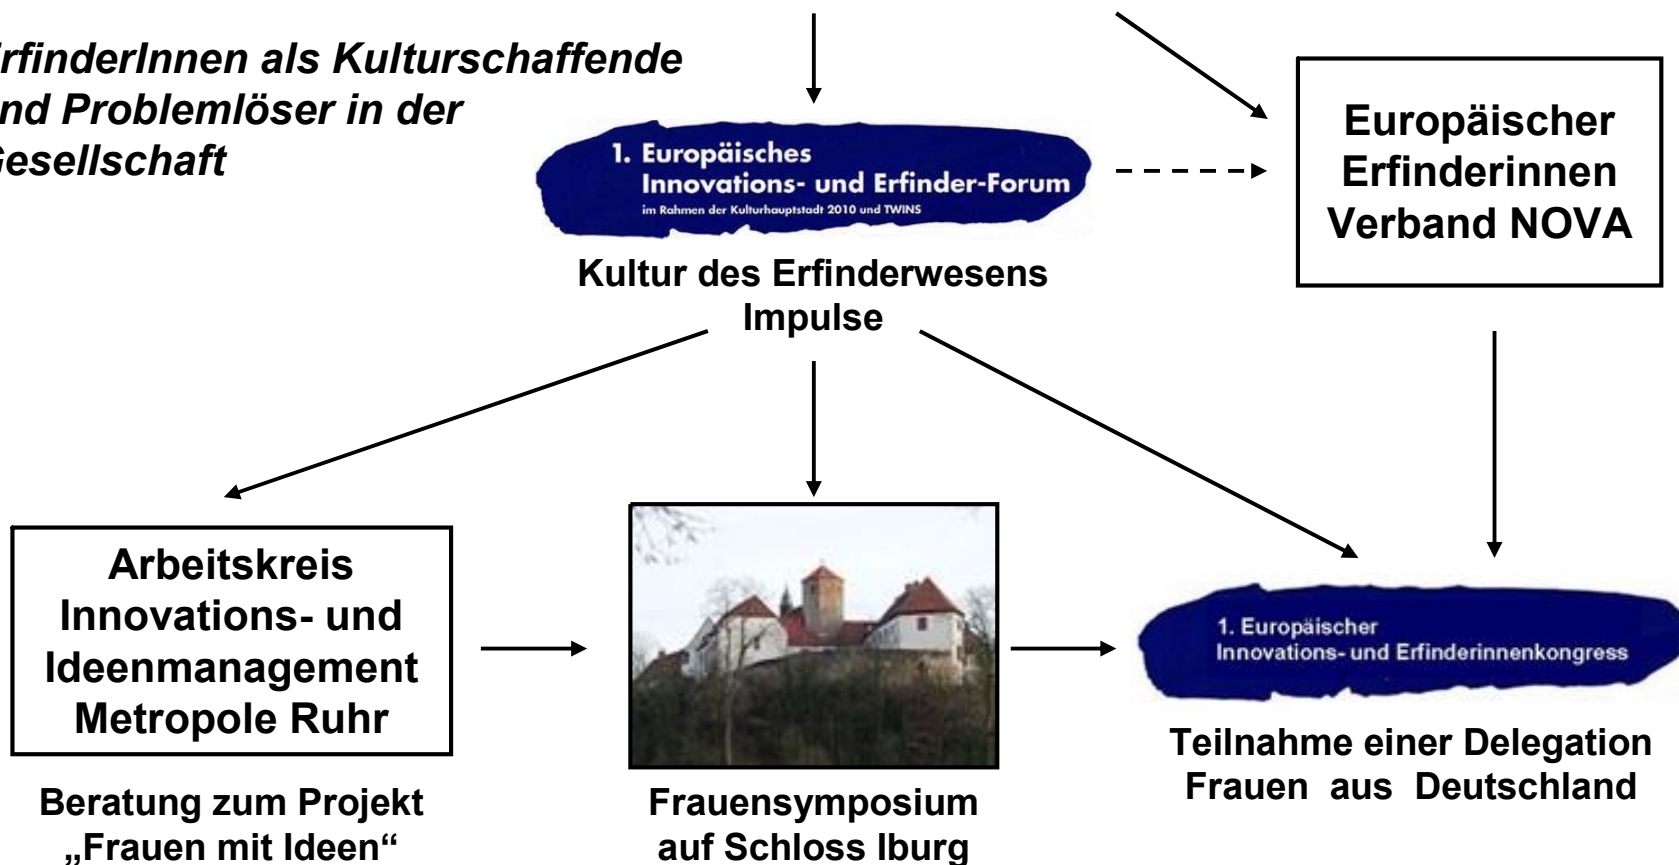 rfinderInnen als Kulturschaffende
nd Problemlöser in der
Gesellschaft
1. Europäisches
Innovations- und Erfinder-Forum
im Rahmen der Kulturhauptstadt 2010 und TWINS
Kultur des Erfinderwesens
Impulse
Europäischer
Erfinderinnen
Verband NOVA
Arbeitskreis
Innovations- und
Ideenmanagement
Metropole Ruhr
Beratung zum Projekt
„Frauen mit Ideen“
Frauensymposium
auf Schloss Iburg
1. Europäischer
Innovations- und Erfinderinnenkongress
Teilnahme einer Delegation
Frauen aus Deutschland